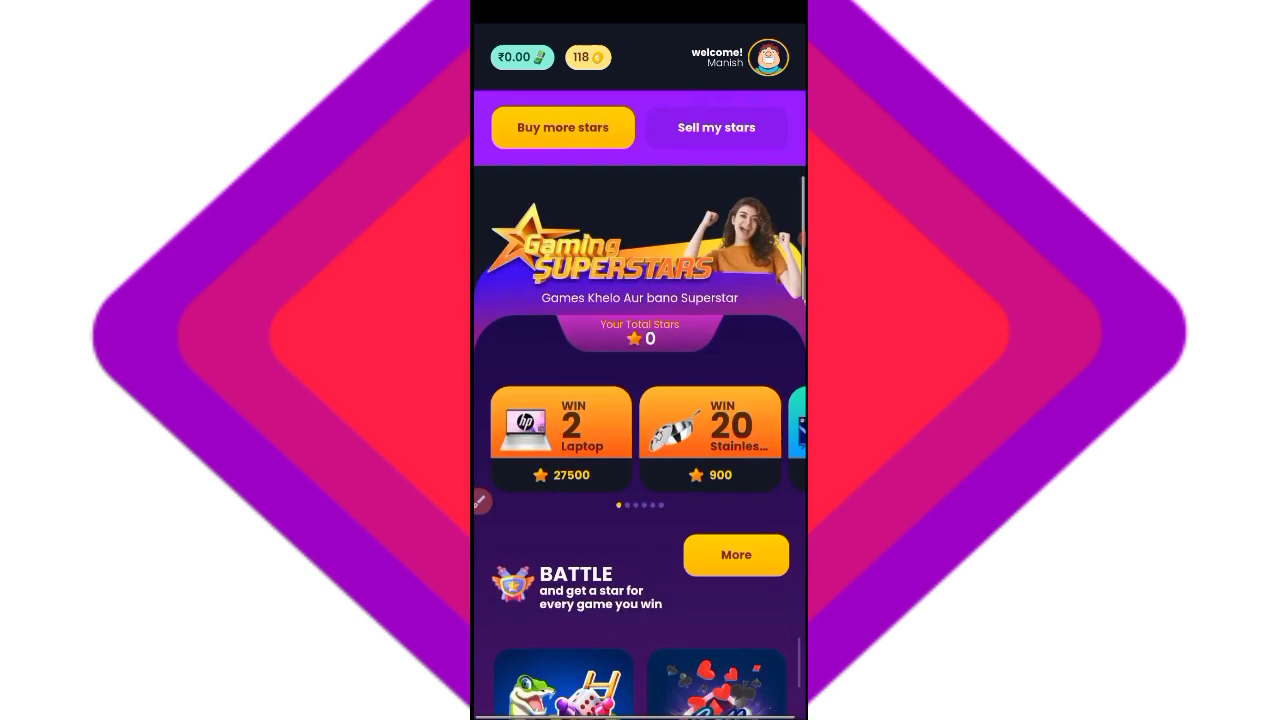 ₹0.00
118
welcome!
Manish
Buy more stars
Sell my stars
Gaming
SUPERSTARS
Games Khelo Aur bano Superstar
Your Total Stars
0
hp
WIN
2
Laptop
27500
WIN
20
Stainles...
900
More
BATTLE
and get a star for
every game you win